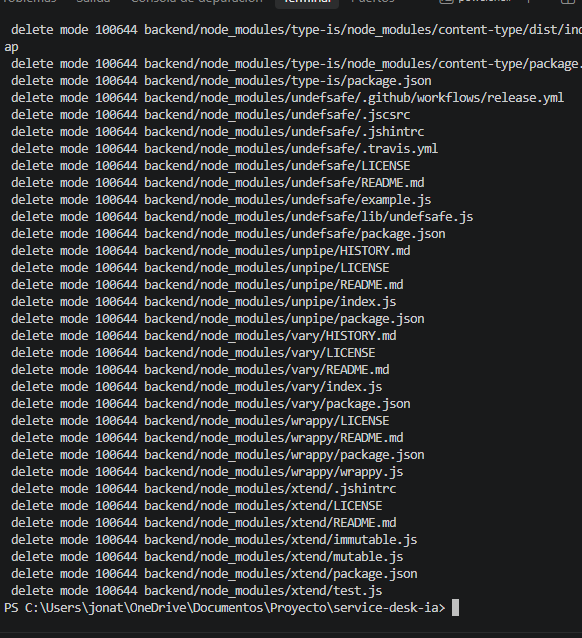 Problemas Salida Consola de depuración Terminal Puertos powershell
delete mode 100644 backend/node_modules/type-is/node_modules/content-type/dist/ind
ap
delete mode 100644 backend/node_modules/type-is/node_modules/content-type/package.
delete mode 100644 backend/node_modules/type-is/package.json
delete mode 100644 backend/node_modules/undefsafe/.github/workflows/release.yml
delete mode 100644 backend/node_modules/undefsafe/.jscsrc
delete mode 100644 backend/node_modules/undefsafe/.jshintrc
delete mode 100644 backend/node_modules/undefsafe/.travis.yml
delete mode 100644 backend/node_modules/undefsafe/LICENSE
delete mode 100644 backend/node_modules/undefsafe/README.md
delete mode 100644 backend/node_modules/undefsafe/example.js
delete mode 100644 backend/node_modules/undefsafe/lib/undefsafe.js
delete mode 100644 backend/node_modules/undefsafe/package.json
delete mode 100644 backend/node_modules/unpipe/HISTORY.md
delete mode 100644 backend/node_modules/unpipe/LICENSE
delete mode 100644 backend/node_modules/unpipe/README.md
delete mode 100644 backend/node_modules/unpipe/index.js
delete mode 100644 backend/node_modules/unpipe/package.json
delete mode 100644 backend/node_modules/vary/HISTORY.md
delete mode 100644 backend/node_modules/vary/LICENSE
delete mode 100644 backend/node_modules/vary/README.md
delete mode 100644 backend/node_modules/vary/index.js
delete mode 100644 backend/node_modules/vary/package.json
delete mode 100644 backend/node_modules/wrappy/LICENSE
delete mode 100644 backend/node_modules/wrappy/README.md
delete mode 100644 backend/node_modules/wrappy/package.json
delete mode 100644 backend/node_modules/wrappy/wrappy.js
delete mode 100644 backend/node_modules/xtend/.jshintrc
delete mode 100644 backend/node_modules/xtend/LICENSE
delete mode 100644 backend/node_modules/xtend/README.md
delete mode 100644 backend/node_modules/xtend/immutable.js
delete mode 100644 backend/node_modules/xtend/mutable.js
delete mode 100644 backend/node_modules/xtend/package.json
delete mode 100644 backend/node_modules/xtend/test.js
PS C:\Users\jonat\OneDrive\Documentos\Proyecto\service-desk-ia>